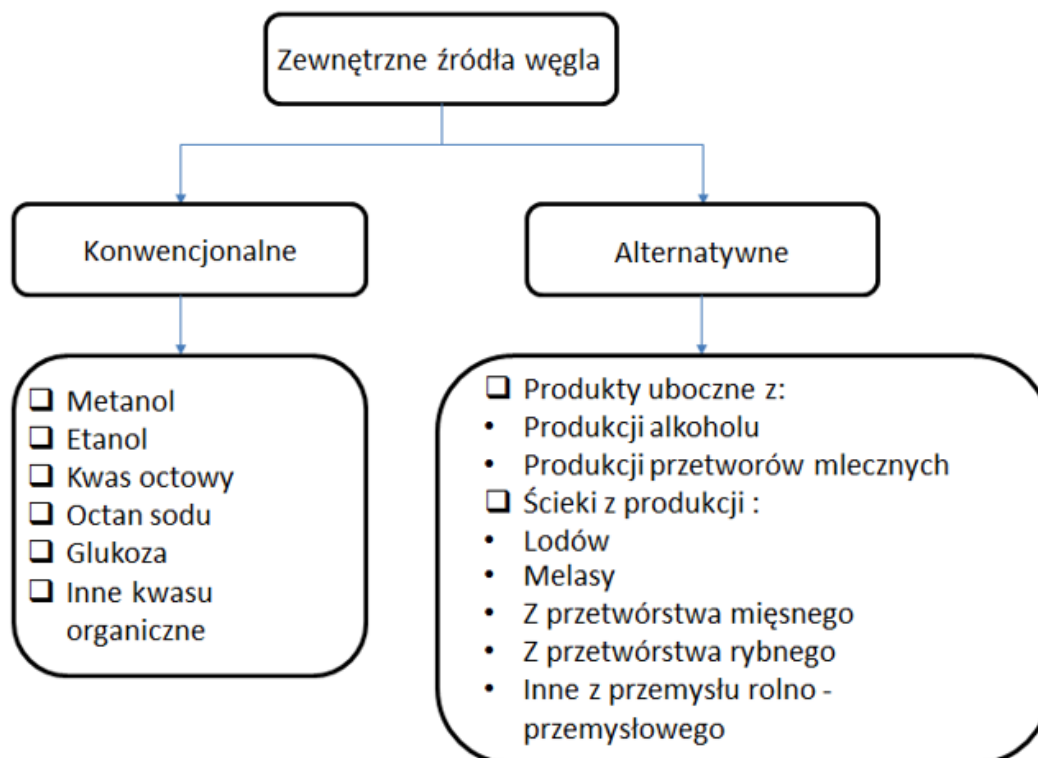 Zewnętrzne źródła węgla
Konwencjonalne
Alternatywne
❑ Metanol
❑ Etanol
❑ Kwas octowy
❑ Octan sodu
❑ Glukoza
❑ Inne kwasu
organiczne
❑ Produkty uboczne z:
• Produkcji alkoholu
• Produkcji przetworów mlecznych
❑ Ścieki z produkcji :
• Lodów
• Melasy
• Z przetwórstwa mięsnego
• Z przetwórstwa rybnego
• Inne z przemysłu rolno -
przemysłowego